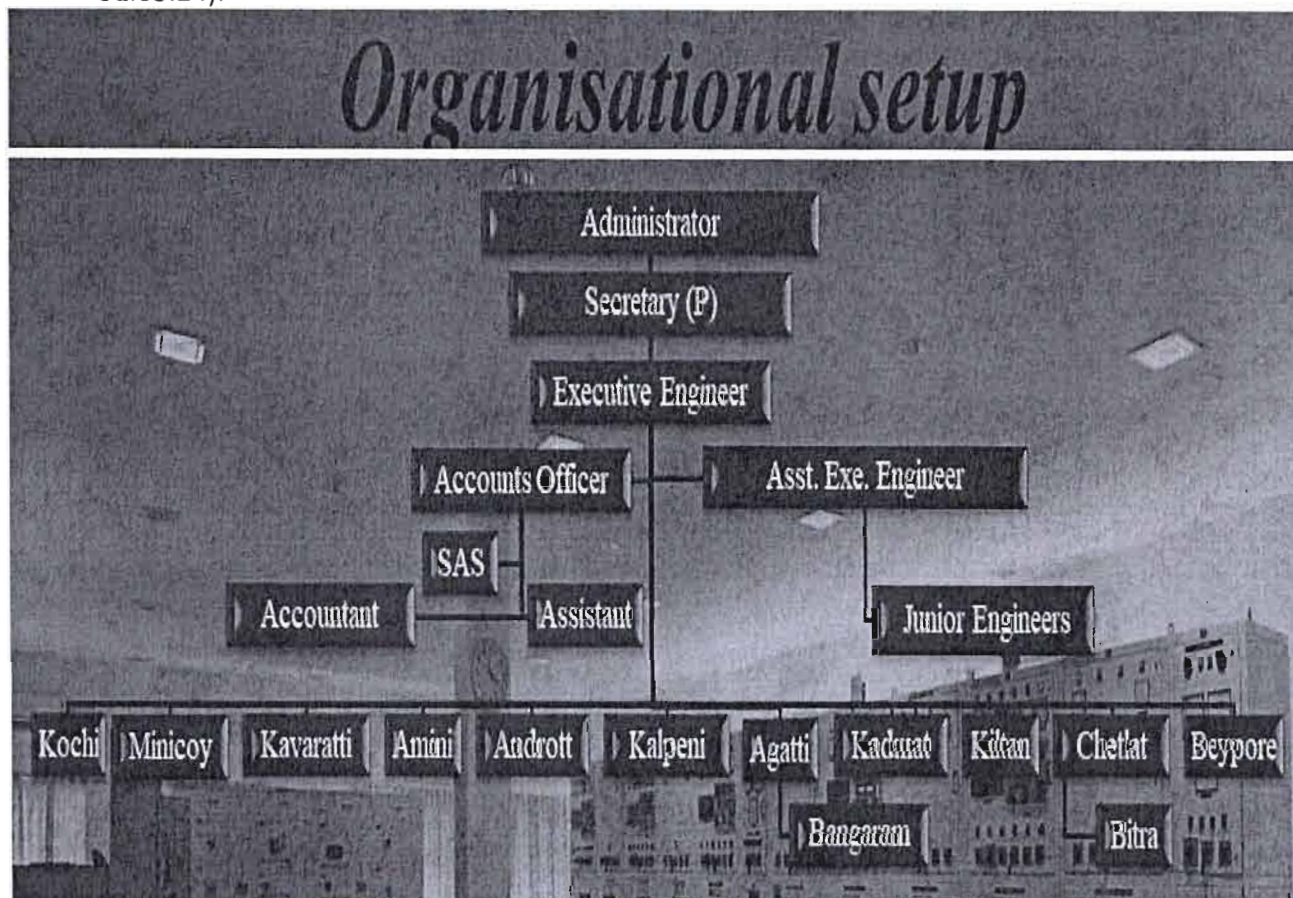 Organisational setup
Administrator
Secretary (P)
Executive Engineer
Accounts Officer
Asst. Exe. Engineer
SAS
Accountant
Assistant
Junior Engineers
Kochi
Minicoy
Kavaratti
Amini
Andrott
Kalpeni
Agatti
Kadmat
Kiltan
Chetlat
Beypore
Bangaram
Bitra